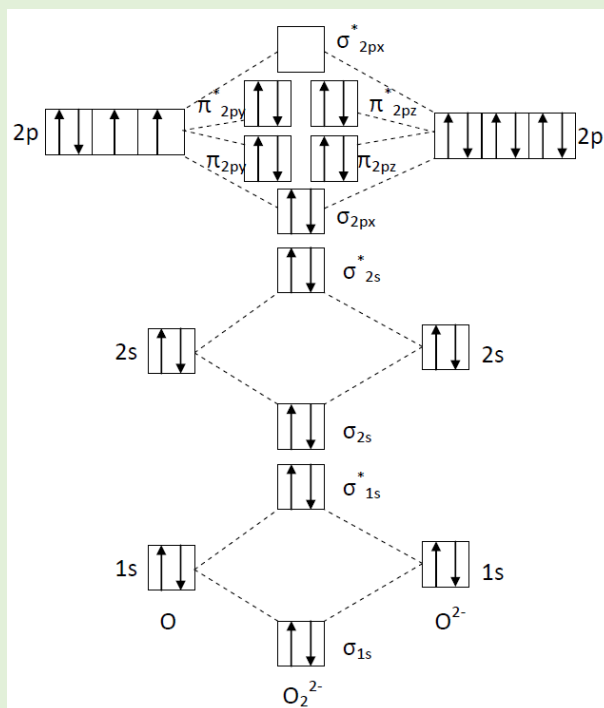 σ*2px
π*2py π*2pz
2p 2p
π2py π2pz
σ2px
σ*2s
2s 2s
σ2s
σ*1s
1s 1s
O O²⁻
σ1s
O₂²⁻